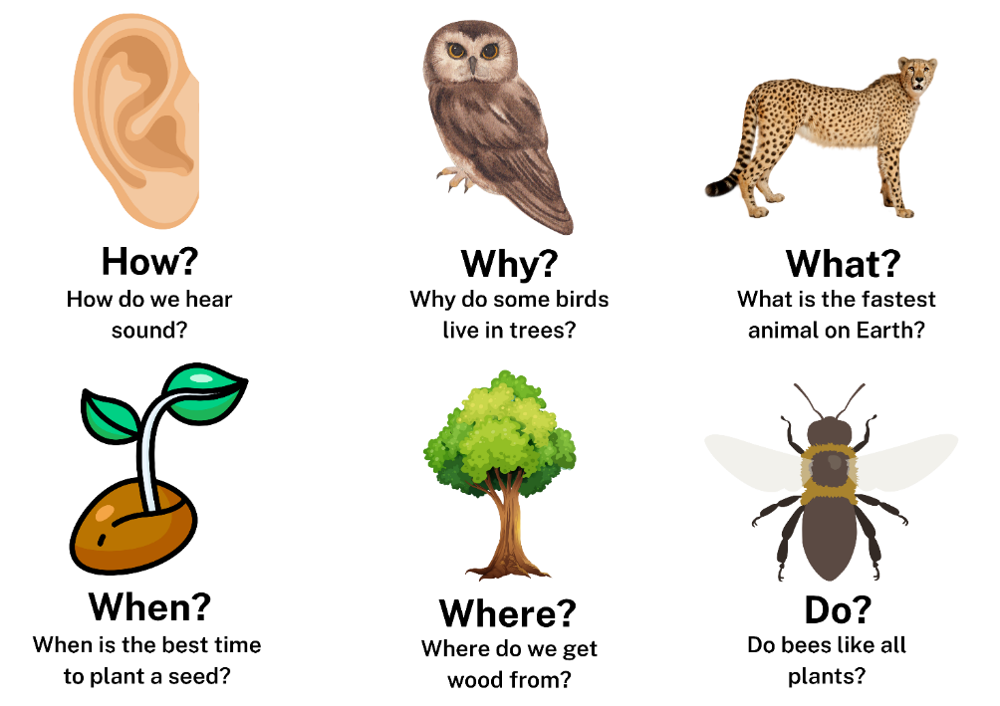 How?
How do we hear
sound?
Why?
Why do some birds
live in trees?
What?
What is the fastest
animal on Earth?
When?
When is the best time
to plant a seed?
Where?
Where do we get
wood from?
Do?
Do bees like all
plants?